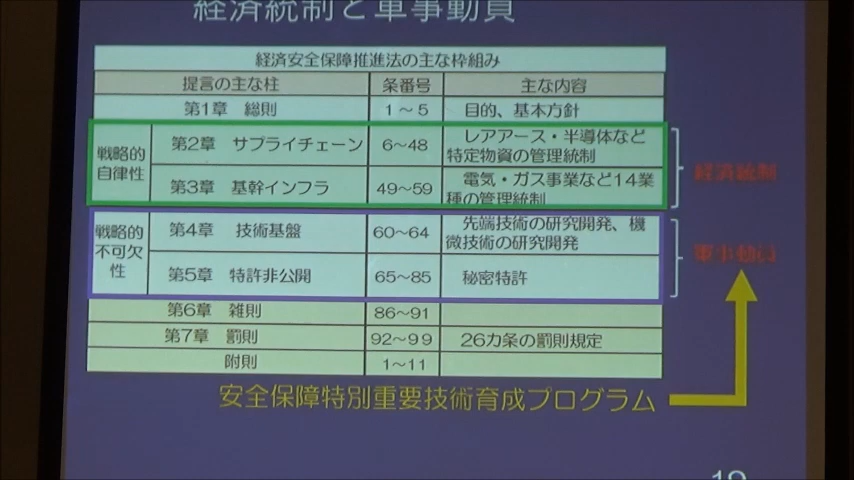 経済統制と軍事動員
経済安全保障推進法の主な枠組み
提言の主な柱 条番号 主な内容
第1章 総則 1～5 目的、基本方針
戦略的
自律性
第2章 サプライチェーン 6～48 レアアース・半導体など
特定物資の管理統制
第3章 基幹インフラ 49～59 電気・ガス事業など14業
種の管理統制
経済統制
戦略的
不可欠
性
第4章 技術基盤 60～64 先端技術の研究開発、機
微技術の研究開発
第5章 特許非公開 65～85 秘密特許
軍事動員
第6章 雑則 86～91
第7章 罰則 92～99 26カ条の罰則規定
附則 1～11
安全保障特別重要技術育成プログラム
19